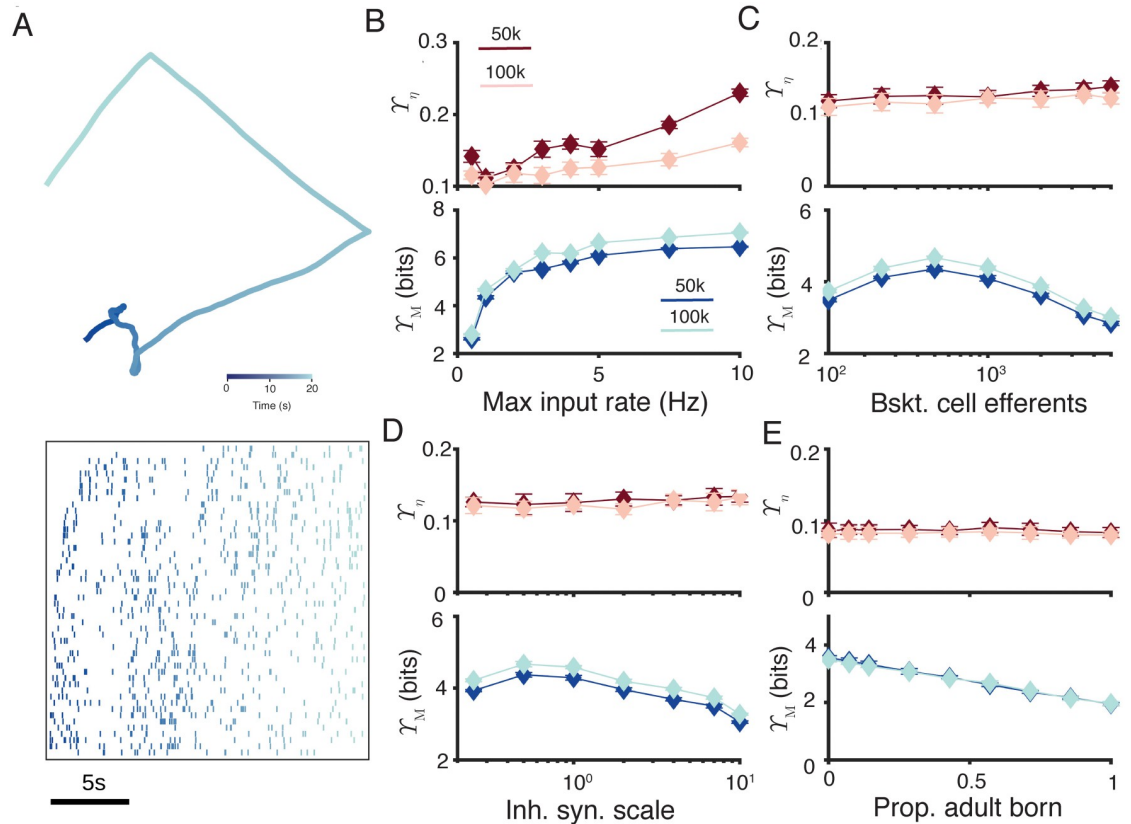 A
0 10 20
Time (s)
5s
B
0.3
50k
100k
ϒη
0.2
0.1
8
6
ϒM (bits)
4
50k
100k
2
0 5 10
Max input rate (Hz)
C
0.2
ϒη
0.1
0
6
ϒM (bits)
4
2
10² 10³
Bskt. cell efferents
D
0.2
ϒη
0.1
0
6
ϒM (bits)
4
2
10⁰ 10¹
Inh. syn. scale
E
0.2
ϒη
0.1
0
4
ϒM (bits)
2
0
0 0.5 1
Prop. adult born